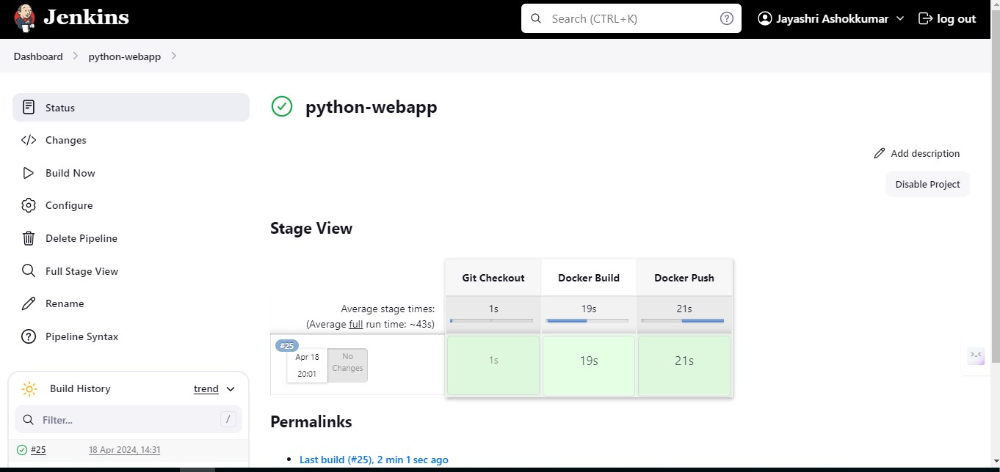 Jenkins
Search (CTRL+K)
?
Jayashri Ashokkumar
log out
Dashboard
python-webapp
Status
Changes
Build Now
Configure
Delete Pipeline
Full Stage View
Rename
Pipeline Syntax
Build History
trend
Filter...
/
#25
18 Apr 2024, 14:31
python-webapp
Add description
Disable Project
Stage View
Git Checkout Docker Build Docker Push
Average stage times: 1s 19s 21s
(Average full run time: ~43s)
#25
Apr 18
20:01
No
Changes
1s 19s 21s
Permalinks
Last build (#25), 2 min 1 sec ago